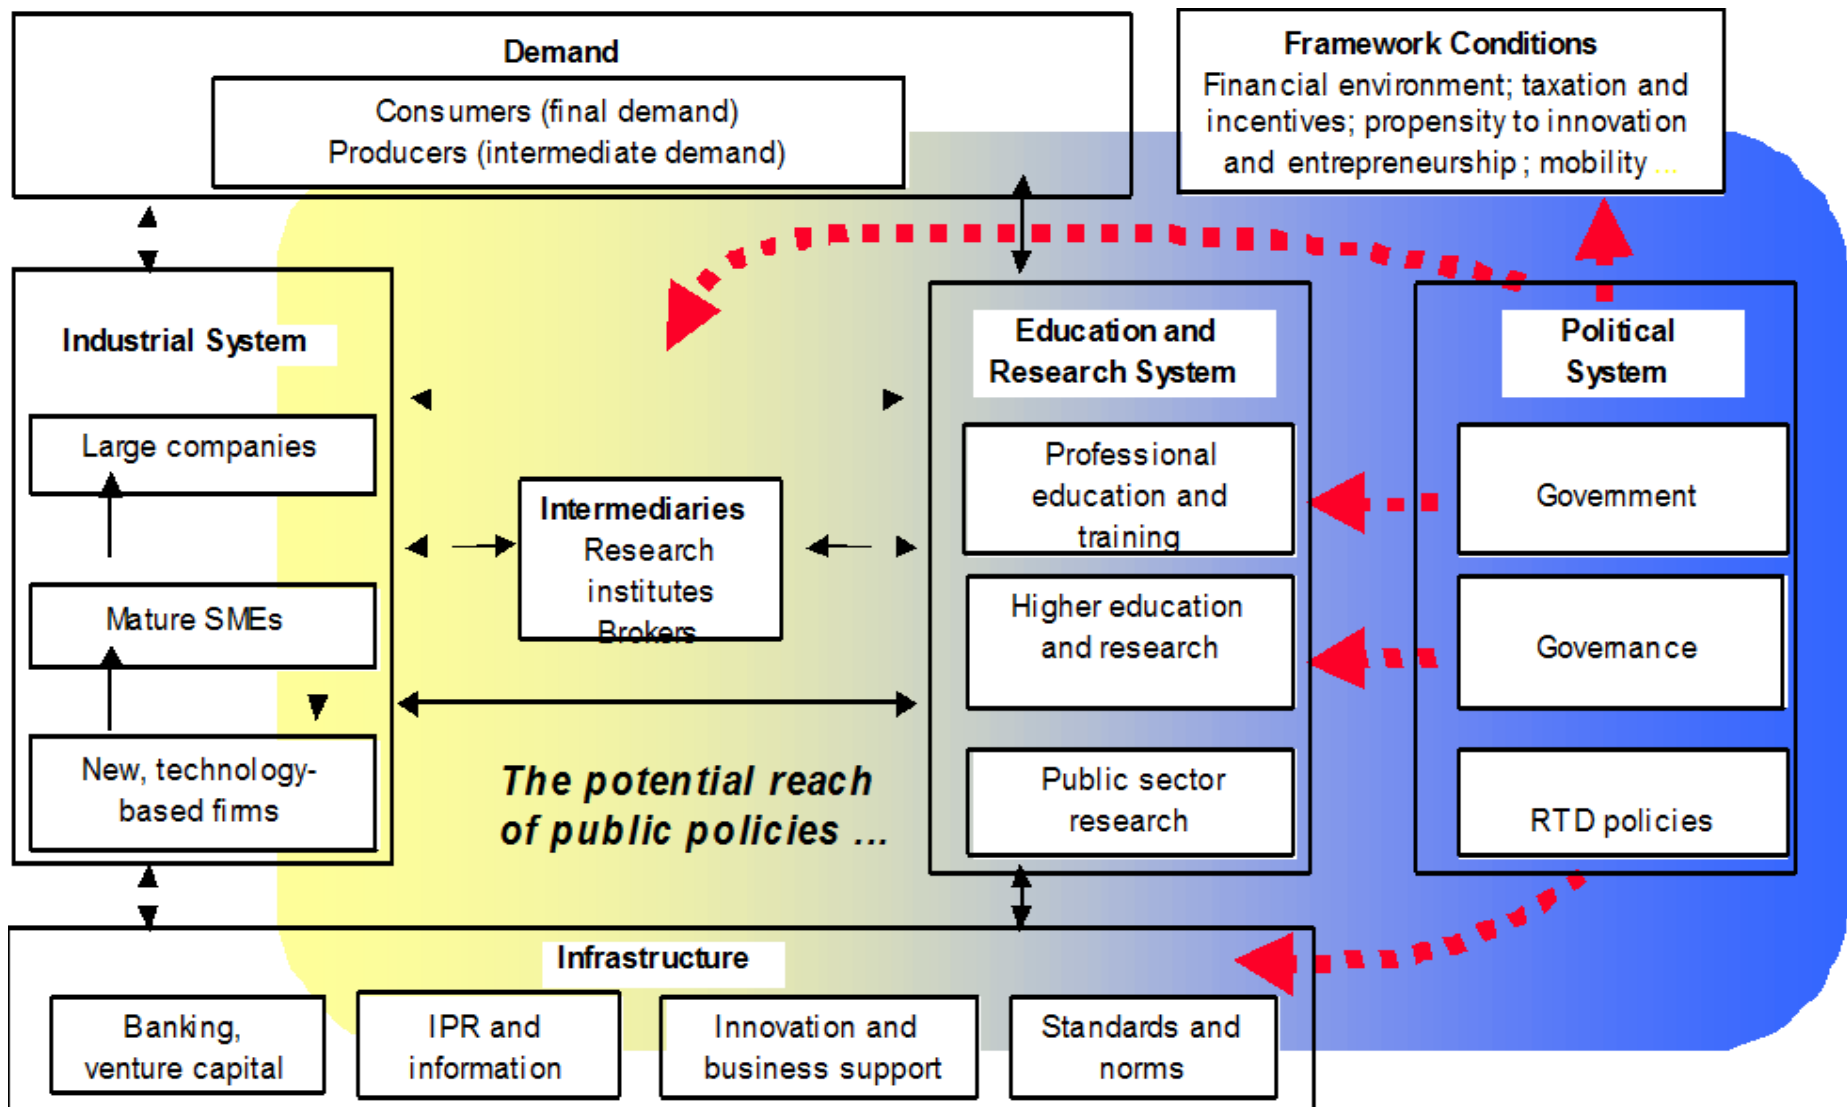 Demand
Consumers (final demand)
Producers (intermediate demand)
Framework Conditions
Financial environment; taxation and
incentives; propensity to innovation
and entrepreneurship; mobility ...
Industrial System
Large companies
Mature SMEs
New, technology-
based firms
Intermediaries
Research
institutes
Brokers
The potential reach
of public policies ...
Education and
Research System
Professional
education and
training
Higher education
and research
Public sector
research
Political
System
Government
Governance
RTD policies
Infrastructure
Banking,
venture capital
IPR and
information
Innovation and
business support
Standards and
norms